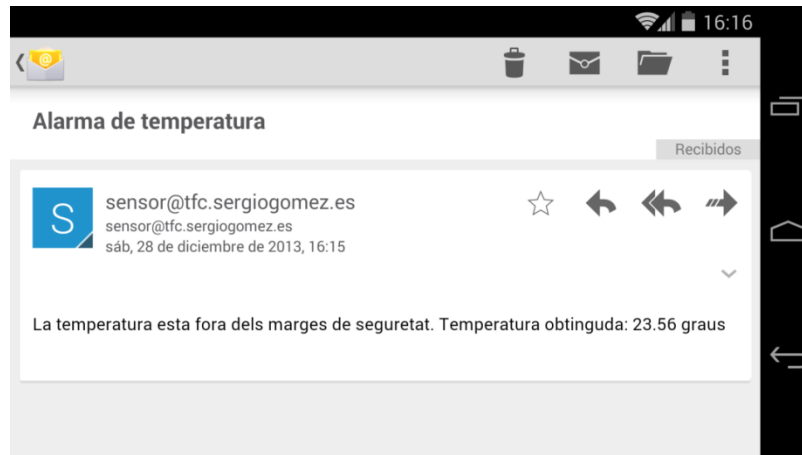 16:16
Alarma de temperatura
Recibidos
S
sensor@tfc.sergiogomez.es
sensor@tfc.sergiogomez.es
sáb, 28 de diciembre de 2013, 16:15
La temperatura esta fora dels marges de seguretat. Temperatura obtinguda: 23.56 graus